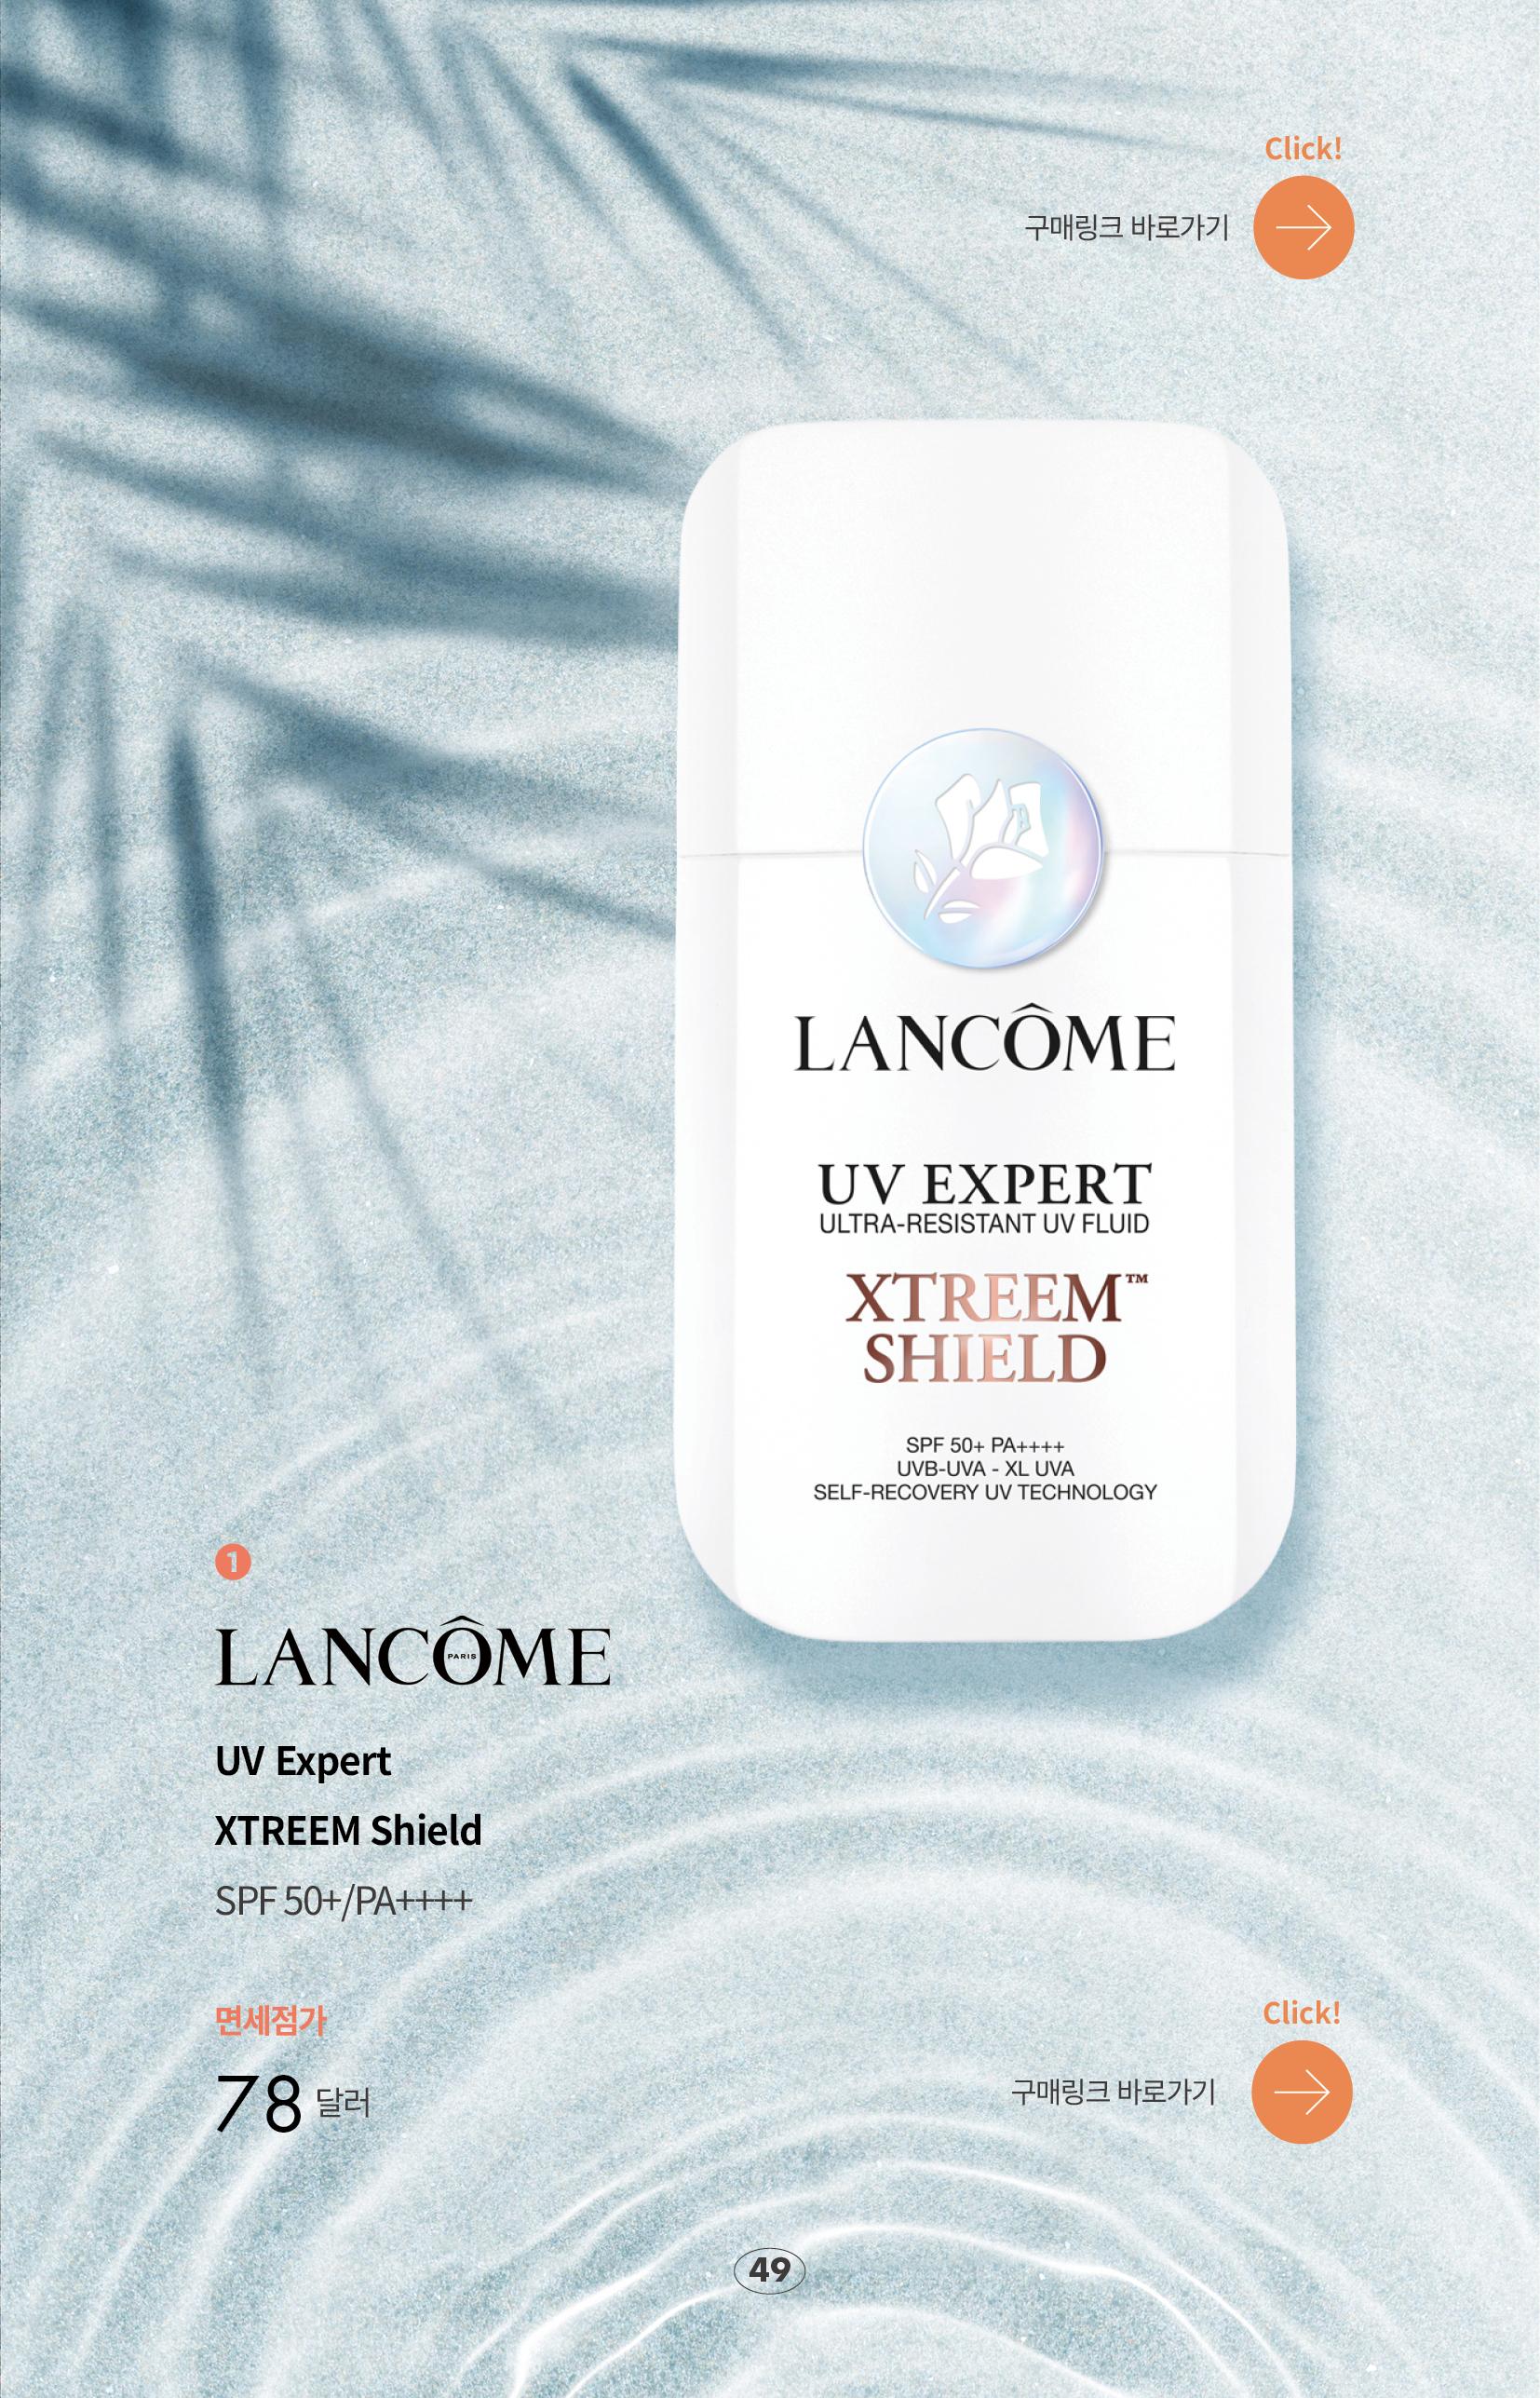 Click!
구매링크 바로가기
LANCÔME
UV EXPERT
ULTRA-RESISTANT UV FLUID
XTREEM™
SHIELD
SPF 50+ PA++++
UVB-UVA - XL UVA
SELF-RECOVERY UV TECHNOLOGY
1
LANCÔME
PARIS
UV Expert
XTREEM Shield
SPF 50+/PA++++
면세점가
78 달러
Click!
구매링크 바로가기
49